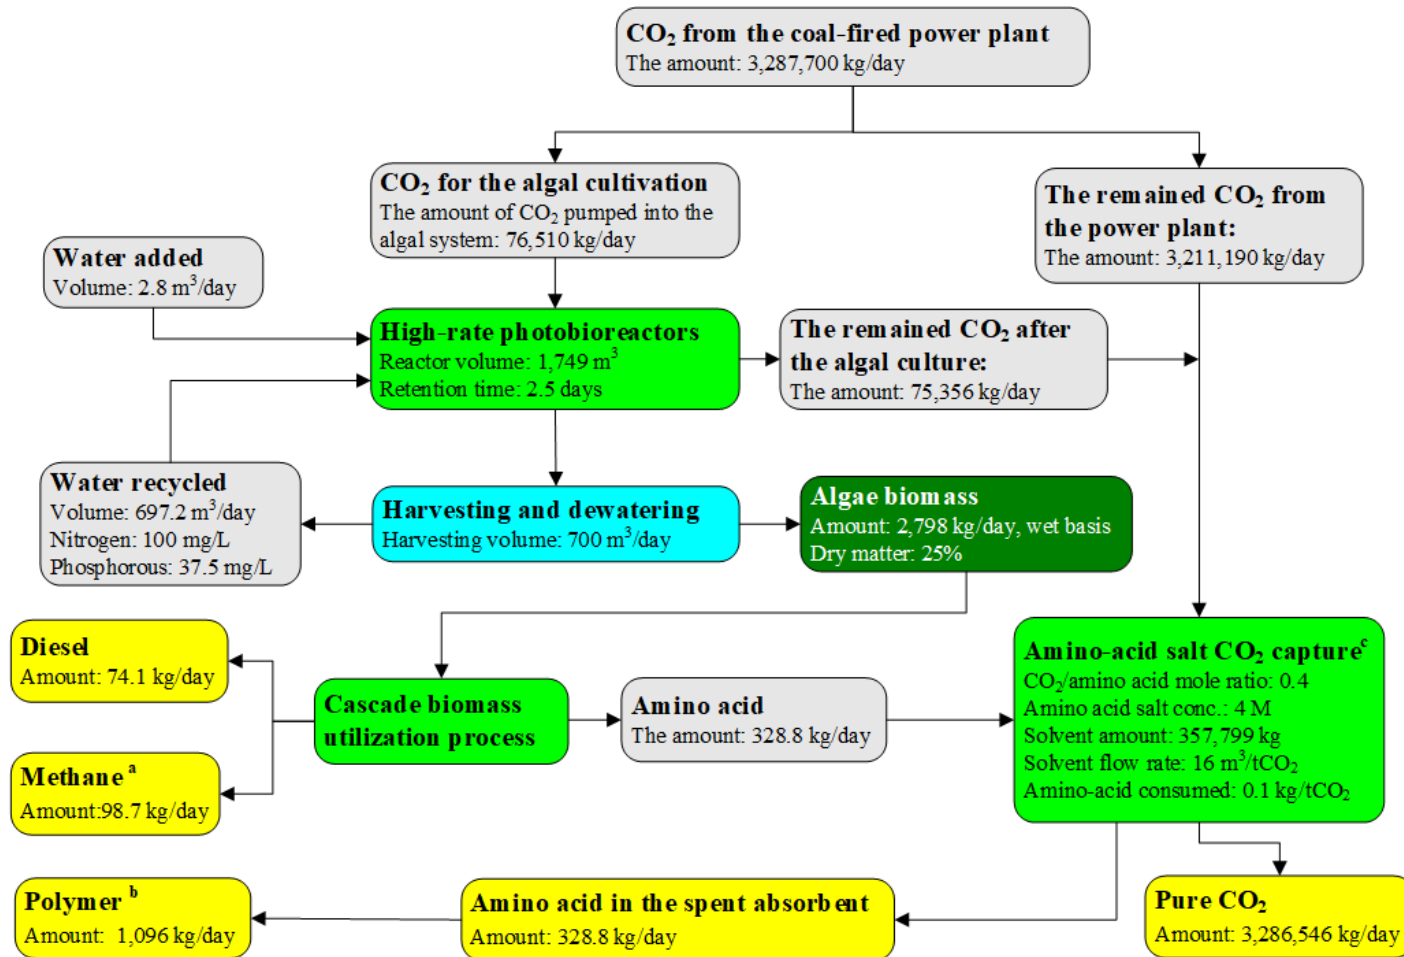 CO₂ from the coal-fired power plant
The amount: 3,287,700 kg/day
CO₂ for the algal cultivation
The amount of CO₂ pumped into the
algal system: 76,510 kg/day
The remained CO₂ from
the power plant:
The amount: 3,211,190 kg/day
Water added
Volume: 2.8 m³/day
High-rate photobioreactors
Reactor volume: 1,749 m³
Retention time: 2.5 days
The remained CO₂ after
the algal culture:
The amount: 75,356 kg/day
Water recycled
Volume: 697.2 m³/day
Nitrogen: 100 mg/L
Phosphorous: 37.5 mg/L
Harvesting and dewatering
Harvesting volume: 700 m³/day
Algae biomass
Amount: 2,798 kg/day, wet basis
Dry matter: 25%
Diesel
Amount: 74.1 kg/day
Methane ᵃ
Amount:98.7 kg/day
Cascade biomass
utilization process
Amino acid
The amount: 328.8 kg/day
Amino-acid salt CO₂ captureᶜ
CO₂/amino acid mole ratio: 0.4
Amino acid salt conc.: 4 M
Solvent amount: 357,799 kg
Solvent flow rate: 16 m³/tCO₂
Amino-acid consumed: 0.1 kg/tCO₂
Polymer ᵇ
Amount: 1,096 kg/day
Amino acid in the spent absorbent
Amount: 328.8 kg/day
Pure CO₂
Amount: 3,286,546 kg/day